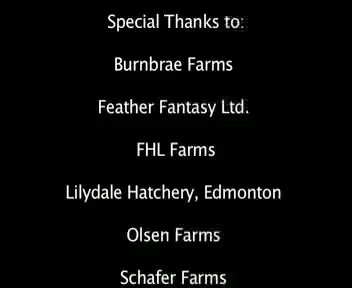 Special Thanks to:
Burnbrae Farms
Feather Fantasy Ltd.
FHL Farms
Lilydale Hatchery, Edmonton
Olsen Farms
Schafer Farms